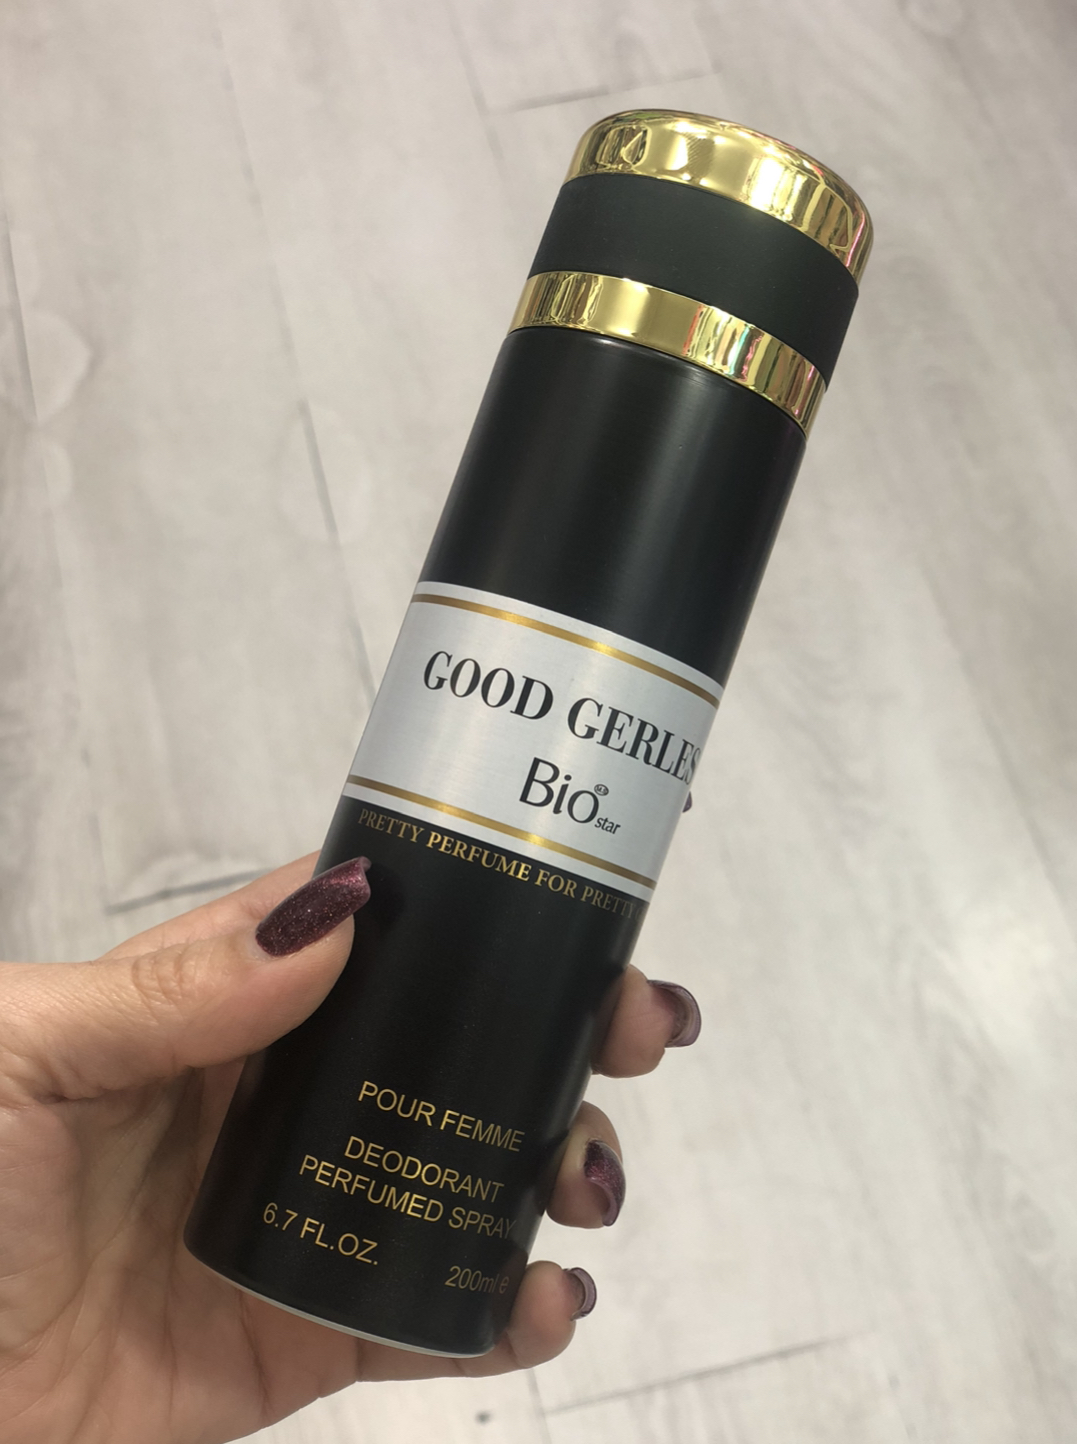 GOOD GERLES
Bio
star
PRETTY PERFUME FOR PRETTY
POUR FEMME
DEODORANT
PERFUMED SPRAY
6.7 FL.OZ.
200ml e